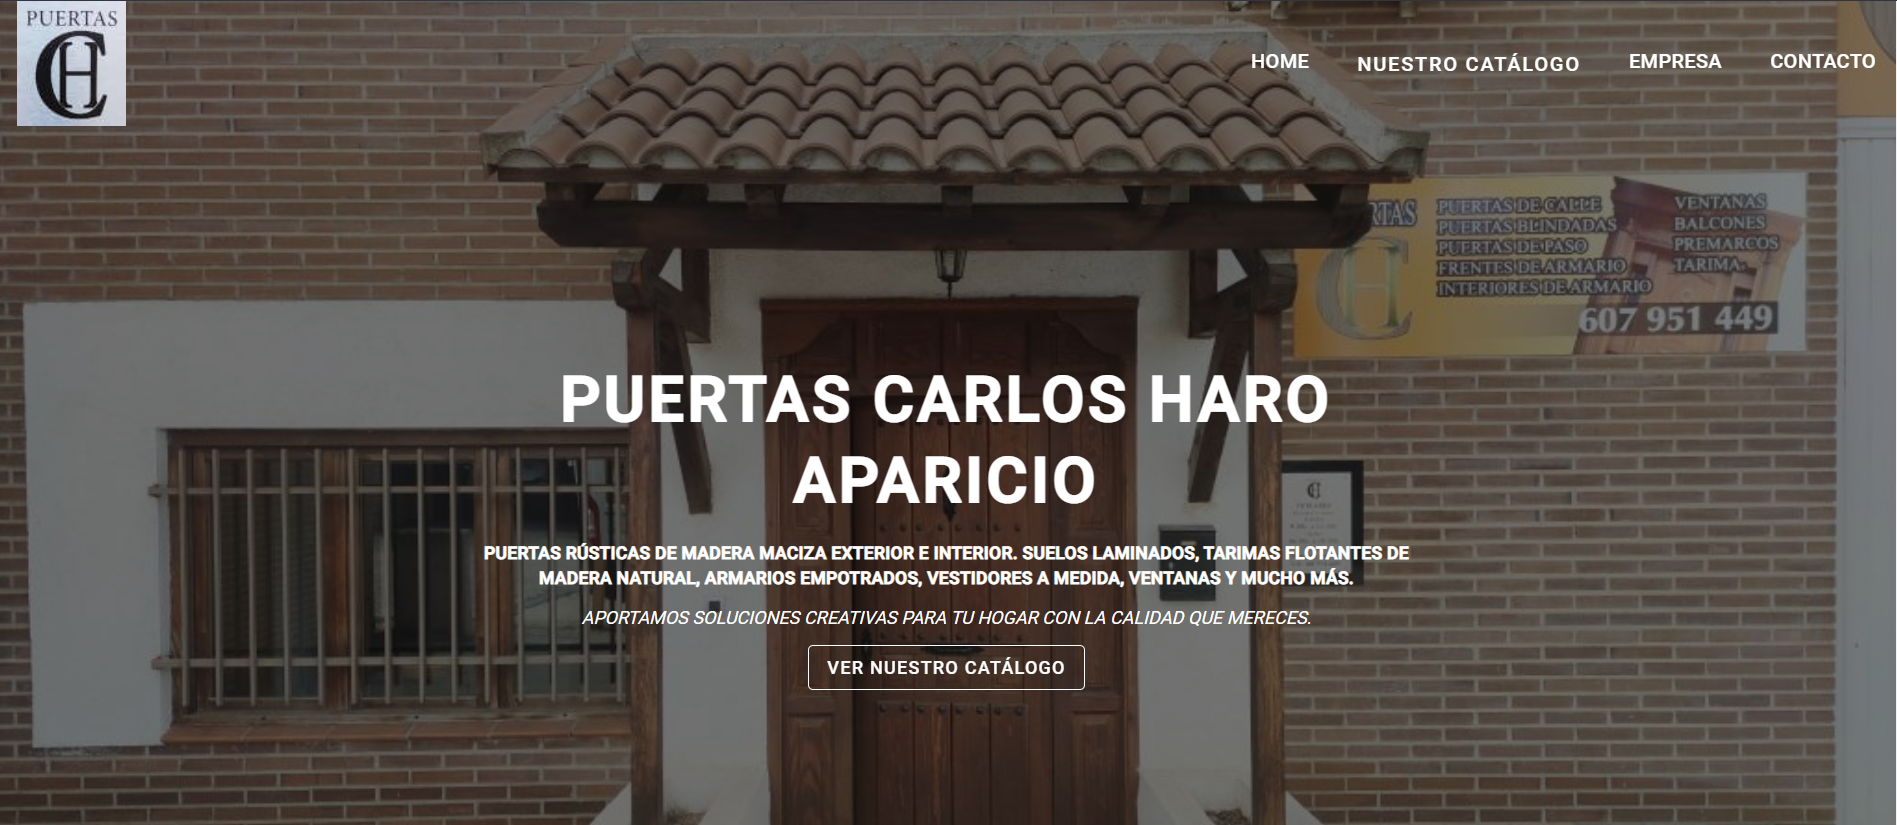 PUERTAS
CH
HOME
NUESTRO CATÁLOGO
EMPRESA
CONTACTO
RTAS
CH
PUERTAS DE CALLE
PUERTAS BLINDADAS
PUERTAS DE PASO
FRENTES DE ARMARIO
INTERIORES DE ARMARIO
VENTANAS
BALCONES
PREMARCOS
TARIMA
607 951 449
PUERTAS CARLOS HARO
APARICIO
CH
PUERTAS RÚSTICAS DE MADERA MACIZA EXTERIOR E INTERIOR. SUELOS LAMINADOS, TARIMAS FLOTANTES DE
MADERA NATURAL, ARMARIOS EMPOTRADOS, VESTIDORES A MEDIDA, VENTANAS Y MUCHO MÁS.
APORTAMOS SOLUCIONES CREATIVAS PARA TU HOGAR CON LA CALIDAD QUE MERECES.
VER NUESTRO CATÁLOGO